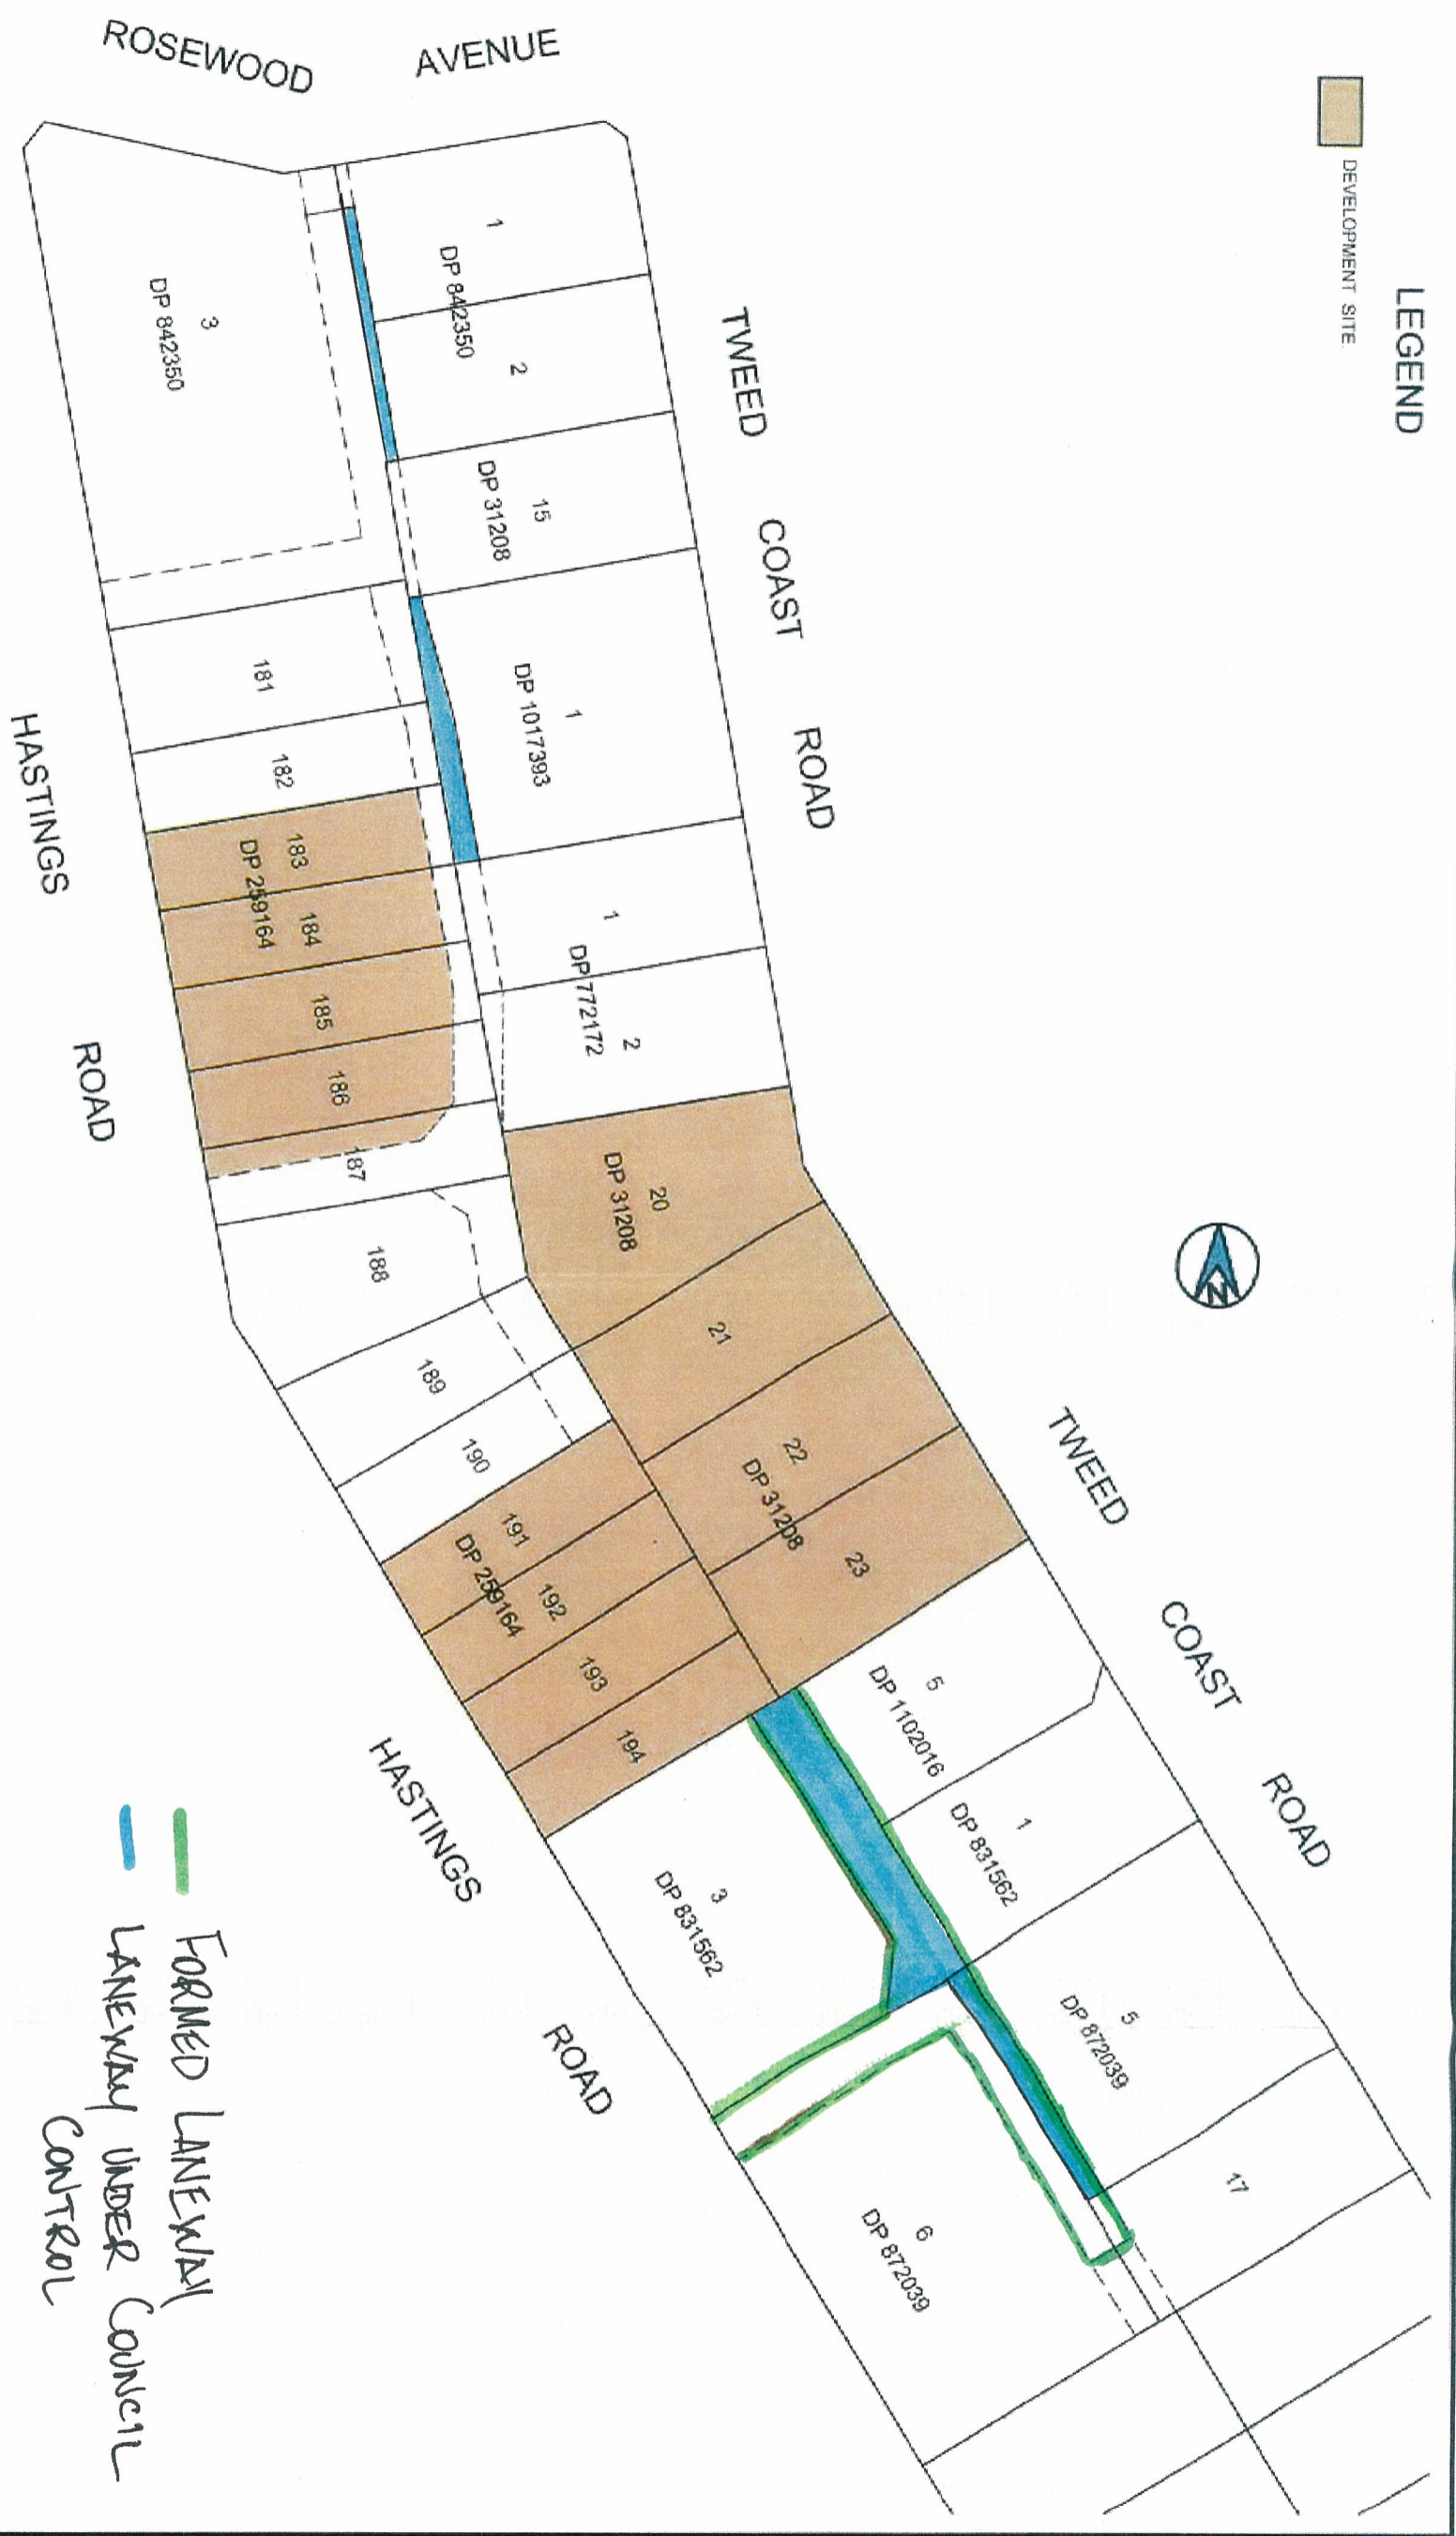 LEGEND
DEVELOPMENT SITE
N
ROSEWOOD
AVENUE
TWEED
COAST
ROAD
TWEED
COAST
ROAD
HASTINGS
ROAD
HASTINGS
ROAD
1
DP 842350
2
15
DP 31208
1
DP 1017393
1
DP 772172
2
20
DP 31208
21
22
DP 31208
23
5
DP 1102016
1
DP 831562
5
DP 872039
17
3
DP 842350
181
182
183
DP 259164
184
185
186
187
188
189
190
191
DP 259164
192
193
194
3
DP 831562
6
DP 872039
FORMED LANEWAY
LANEWAY UNDER COUNCIL
CONTROL